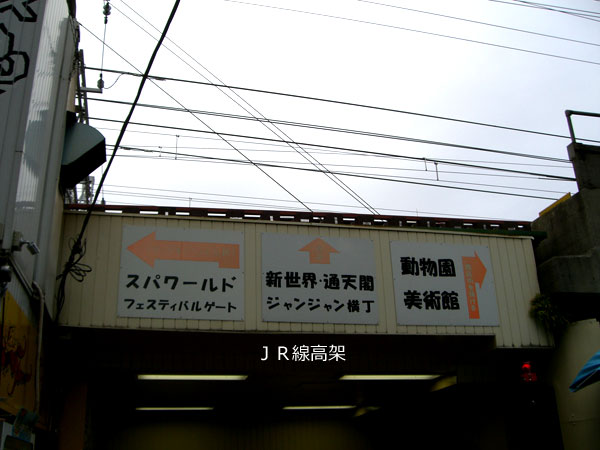 スパワールド
フェスティバルゲート
新世界・通天閣
ジャンジャン横丁
動物園
美術館
ＪＲ線高架